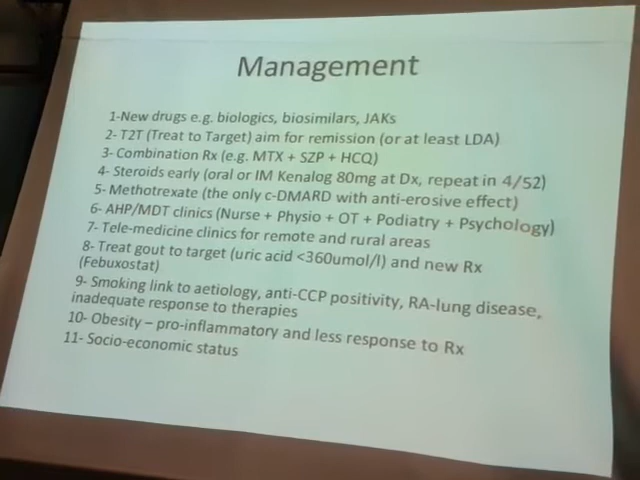 Management
1-New drugs e.g. biologics, biosimilars, JAKs
2- T2T (Treat to Target) aim for remission (or at least LDA)
3- Combination Rx (e.g. MTX + SZP + HCQ)
4- Steroids early (oral or IM Kenalog 80mg at Dx, repeat in 4/52)
5- Methotrexate (the only c-DMARD with anti-erosive effect)
6- AHP/MDT clinics (Nurse + Physio + OT + Podiatry + Psychology)
7- Tele-medicine clinics for remote and rural areas
8- Treat gout to target (uric acid <360umol/l) and new Rx
(Febuxostat)
9- Smoking link to aetiology, anti-CCP positivity, RA-lung disease,
inadequate response to therapies
10- Obesity – pro-inflammatory and less response to Rx
11- Socio-economic status